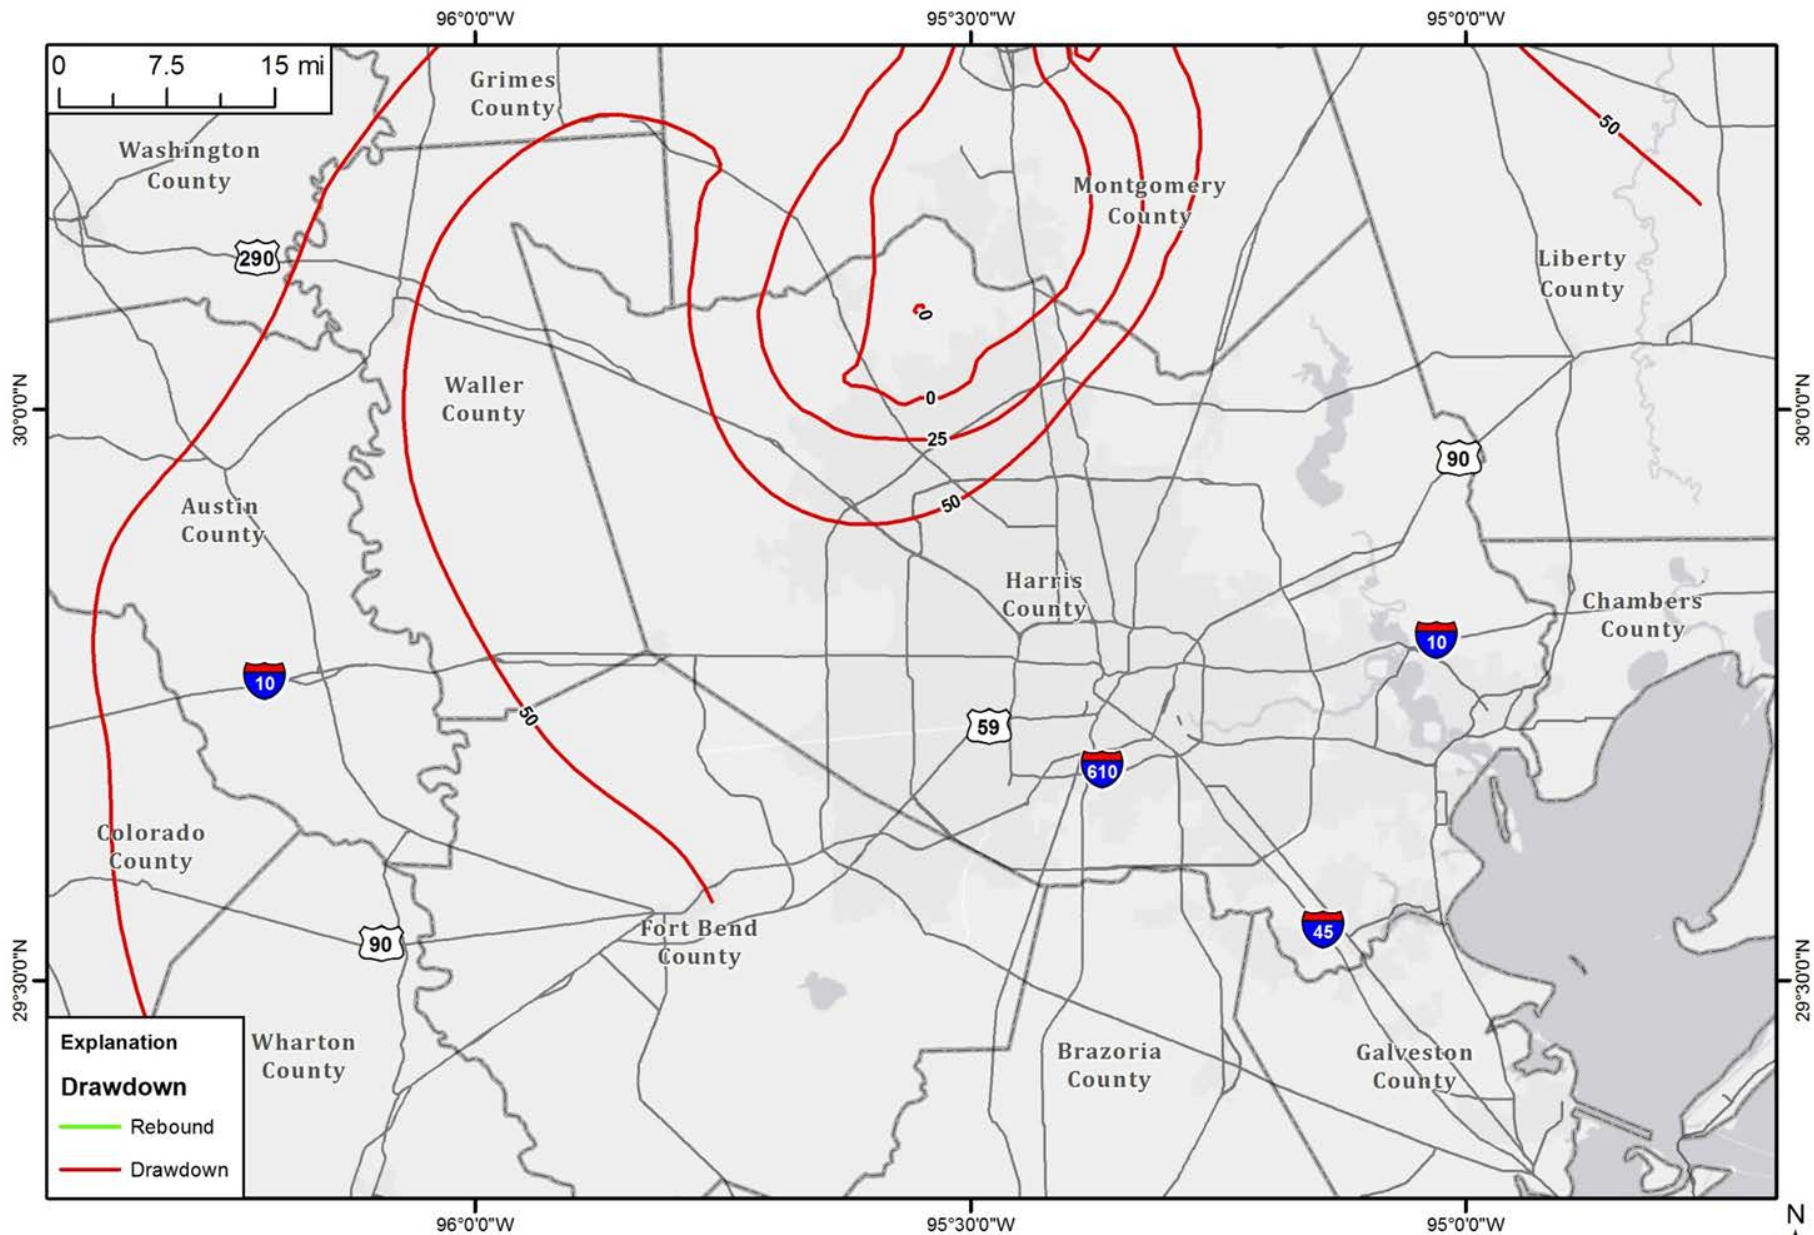 96°0'0"W
95°30'0"W
95°0'0"W
0
7.5
15 mi
Grimes
County
Washington
County
50
Montgomery
County
290
Liberty
County
0
30°0'0"N
30°0'0"N
Waller
County
0
25
90
50
Austin
County
Harris
County
Chambers
County
10
10
50
59
610
Colorado
County
90
Fort Bend
County
45
29°30'0"N
29°30'0"N
Explanation
Drawdown
Rebound
Drawdown
Wharton
County
Brazoria
County
Galveston
County
96°0'0"W
95°30'0"W
95°0'0"W
N